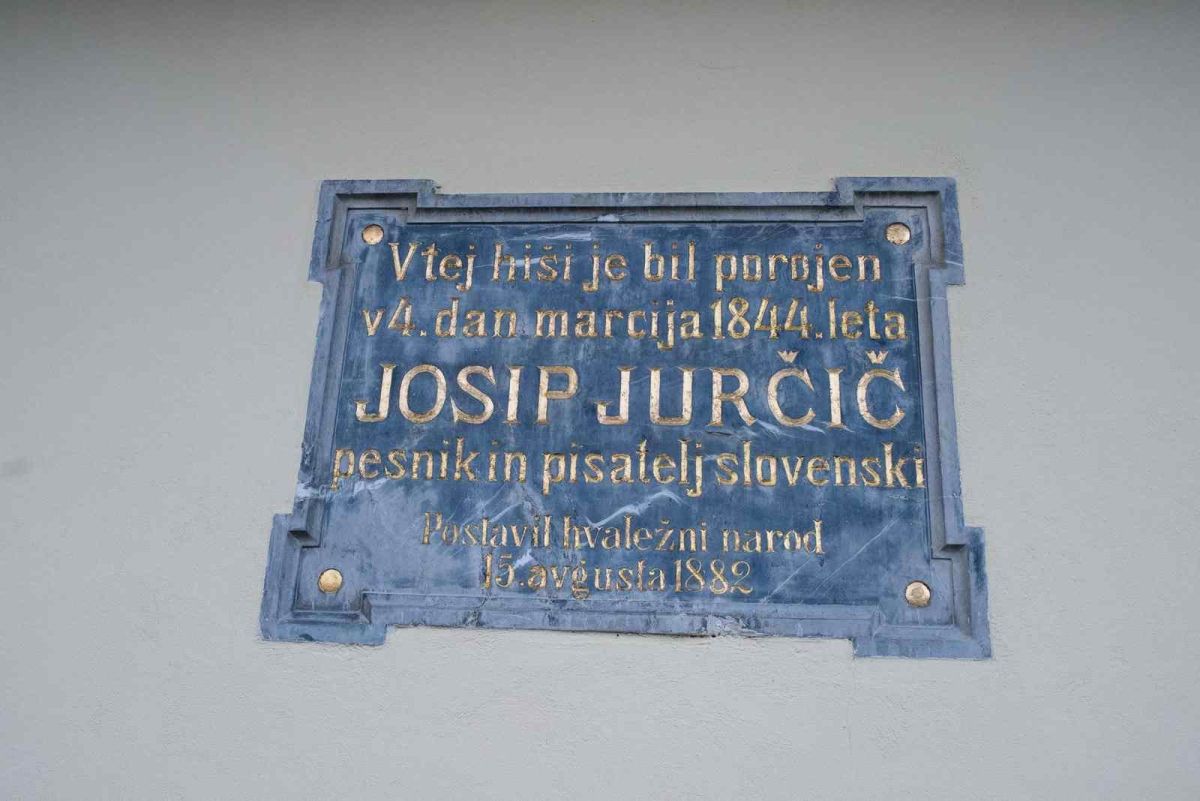 Vtej hiši je bil porojen
v 4. dan marcija 1844. leta
JOSIP JURČIČ
pesnik in pisatelj slovenski
Postavil hvaležni narod
15. avgusta 1882